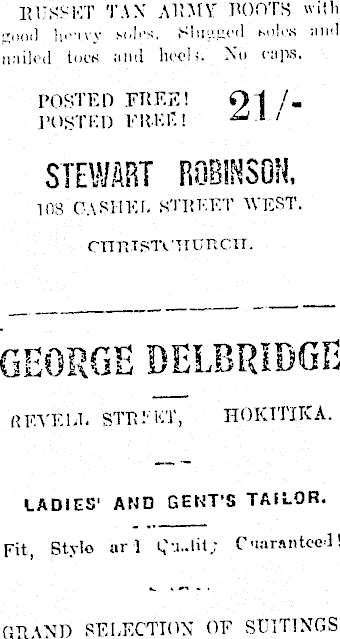 RUSSET TAN ARMY BOOTS with
good heavy soles. Slugged soles and
nailed toes and heels. No caps.
POSTED FREE!
POSTED FREE! 21/-
STEWART ROBINSON,
108 CASHEL STREET WEST.
CHRISTCHURCH.
GEORGE DELBRIDGE
REVELL STREET, HOKITIKA.
LADIES' AND GENT'S TAILOR.
Fit, Style and Quality Guaranteed!
GRAND SELECTION OF SUITINGS